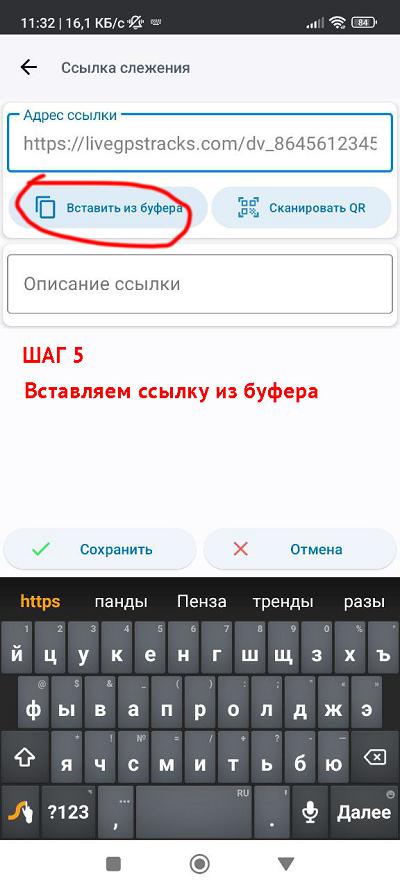 11:32 | 16,1 КБ/с
84
Ссылка слежения
Адрес ссылки
https://livegpstracks.com/dv_8645612345
Вставить из буфера
Сканировать QR
Описание ссылки
ШАГ 5
Вставляем ссылку из буфера
Сохранить
Отмена
https панды Пенза тренды разы
1 2 3 4 5 6 7 8 9 0 %
й ц у к е н г ш щ з х ъ
@ $ & _ ( ) : ; " « »
ф ы в а п р о л д ж э
* ! № = / + ? - —
я ч с м и т ь б ю
RU
?123 , . Далее